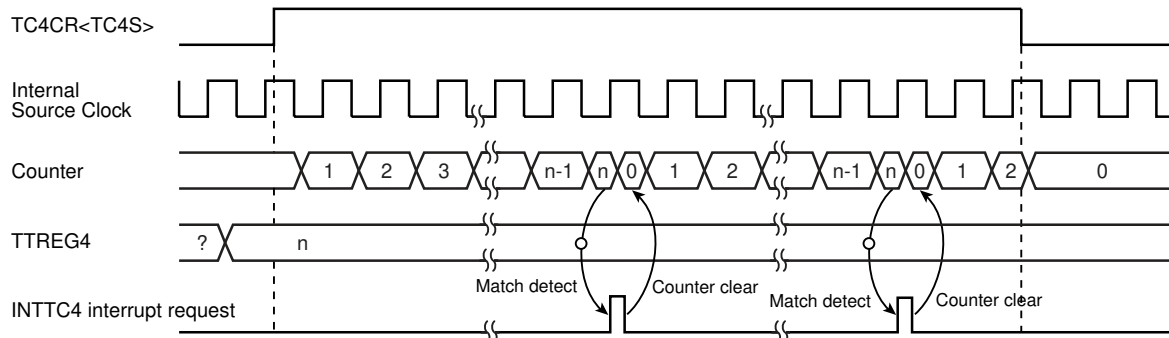 TC4CR<TC4S>
Internal
Source Clock
Counter 1 2 3 n-1 n 0 1 2 n-1 n 0 1 2 0
TTREG4 ? n
Match detect Counter clear Match detect Counter clear
INTTC4 interrupt request